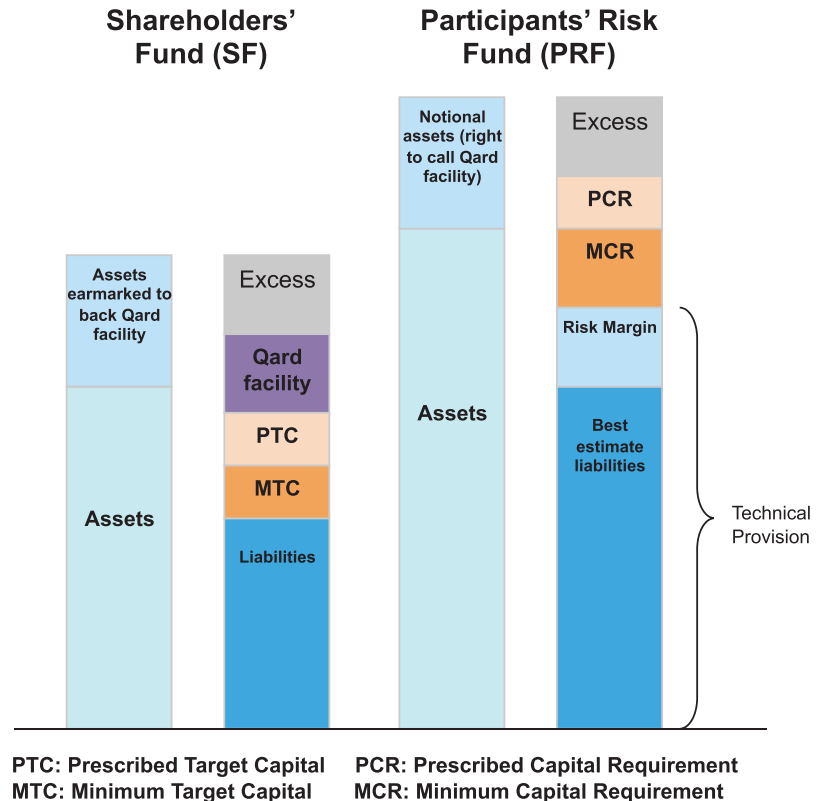 Shareholders’
Fund (SF)
Participants’ Risk
Fund (PRF)
Assets
earmarked to
back Qard
facility
Assets
Excess
Qard
facility
PTC
MTC
Liabilities
Notional
assets (right
to call Qard
facility)
Assets
Excess
PCR
MCR
Risk Margin
Best
estimate
liabilities
Technical
Provision
PTC: Prescribed Target Capital
MTC: Minimum Target Capital
PCR: Prescribed Capital Requirement
MCR: Minimum Capital Requirement